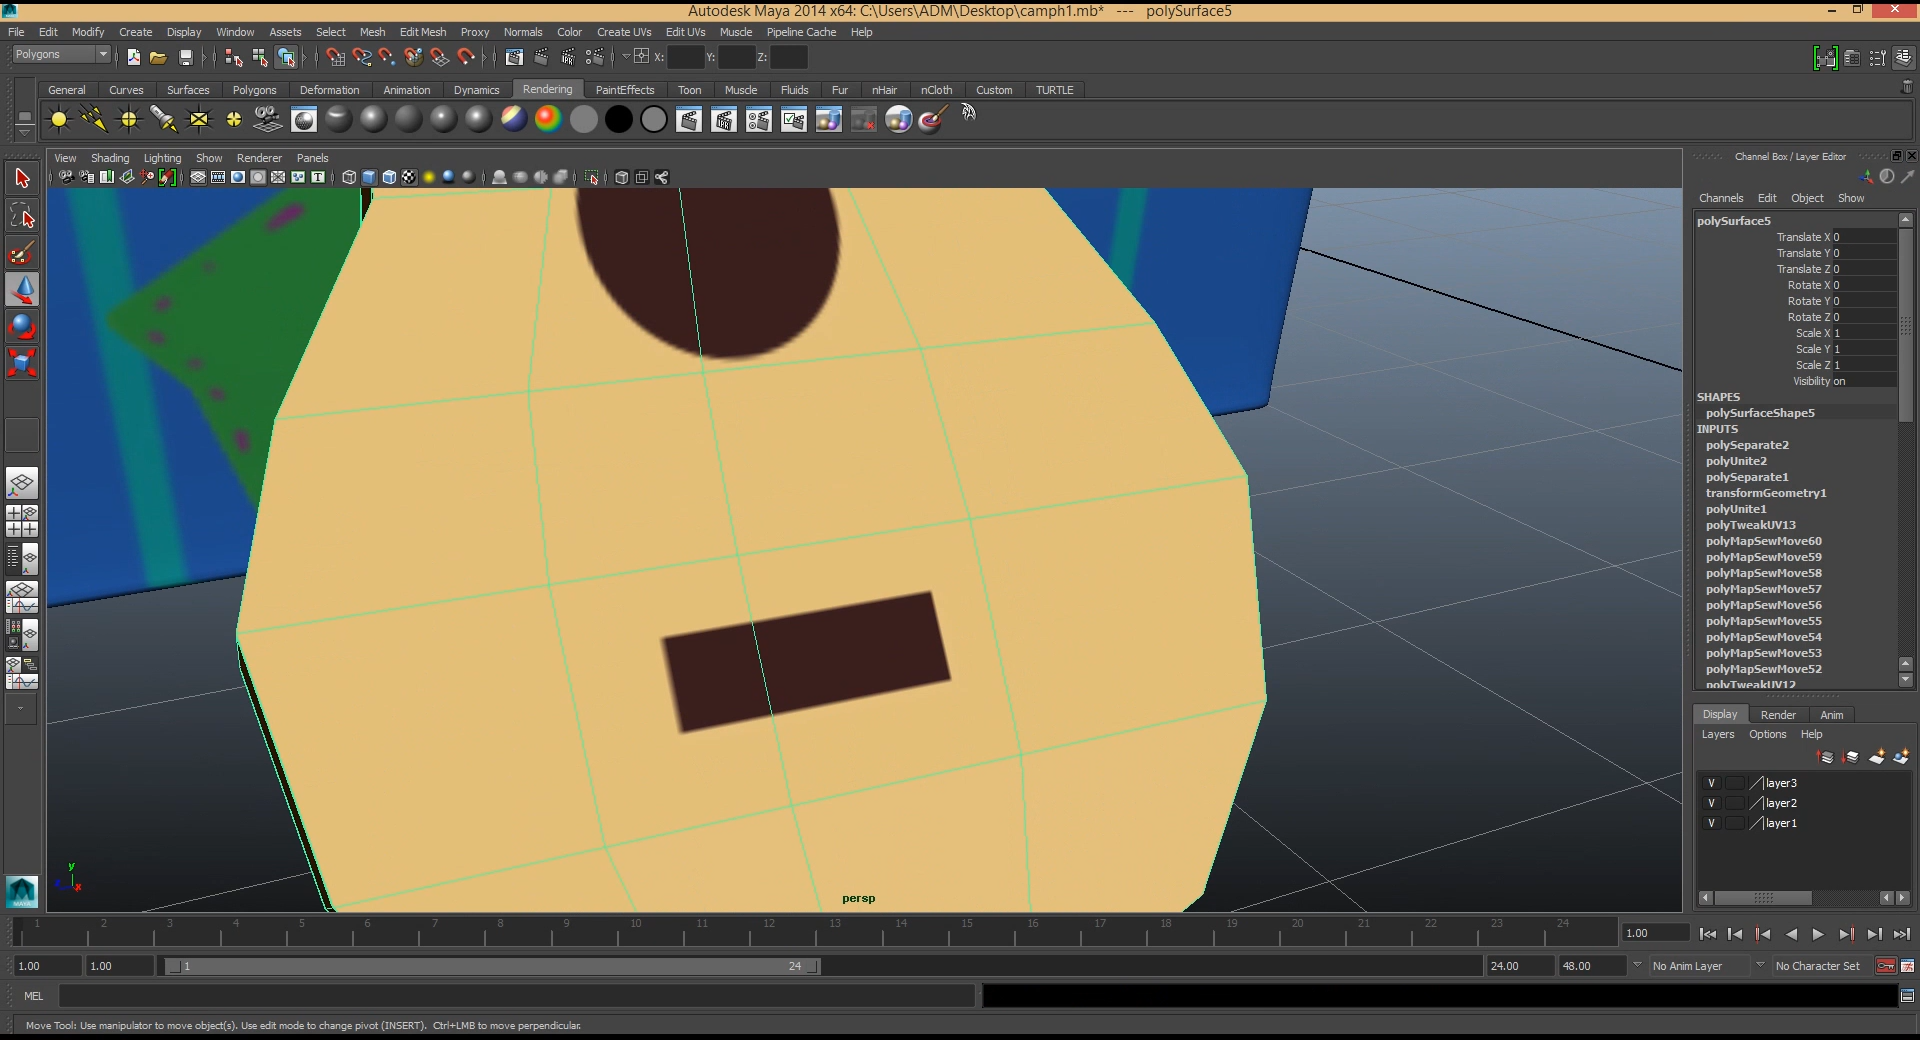 Autodesk Maya 2014 x64: C:\Users\ADM\Desktop\camph1.mb* --- polySurface5
File Edit Modify Create Display Window Assets Select Mesh Edit Mesh Proxy Normals Color Create UVs Edit UVs Muscle Pipeline Cache Help
Polygons X: Y: Z:
General Curves Surfaces Polygons Deformation Animation Dynamics Rendering PaintEffects Toon Muscle Fluids Fur nHair nCloth Custom TURTLE
View Shading Lighting Show Renderer Panels
Channel Box / Layer Editor
Channels Edit Object Show
polySurface5
Translate X 0
Translate Y 0
Translate Z 0
Rotate X 0
Rotate Y 0
Rotate Z 0
Scale X 1
Scale Y 1
Scale Z 1
Visibility on
SHAPES
polySurfaceShape5
INPUTS
polySeparate2
polyUnite2
polySeparate1
transformGeometry1
polyUnite1
polyTweakUV13
polyMapSewMove60
polyMapSewMove59
polyMapSewMove58
polyMapSewMove57
polyMapSewMove56
polyMapSewMove55
polyMapSewMove54
polyMapSewMove53
polyMapSewMove52
polyTweakUV12
Display Render Anim
Layers Options Help
V layer3
V layer2
V layer1
y
x
persp
1 2 3 4 5 6 7 8 9 10 11 12 13 14 15 16 17 18 19 20 21 22 23 24 1.00
1.00 1.00 1 24 24.00 48.00 No Anim Layer No Character Set
MEL
Move Tool: Use manipulator to move object(s). Use edit mode to change pivot (INSERT). Ctrl+LMB to move perpendicular.